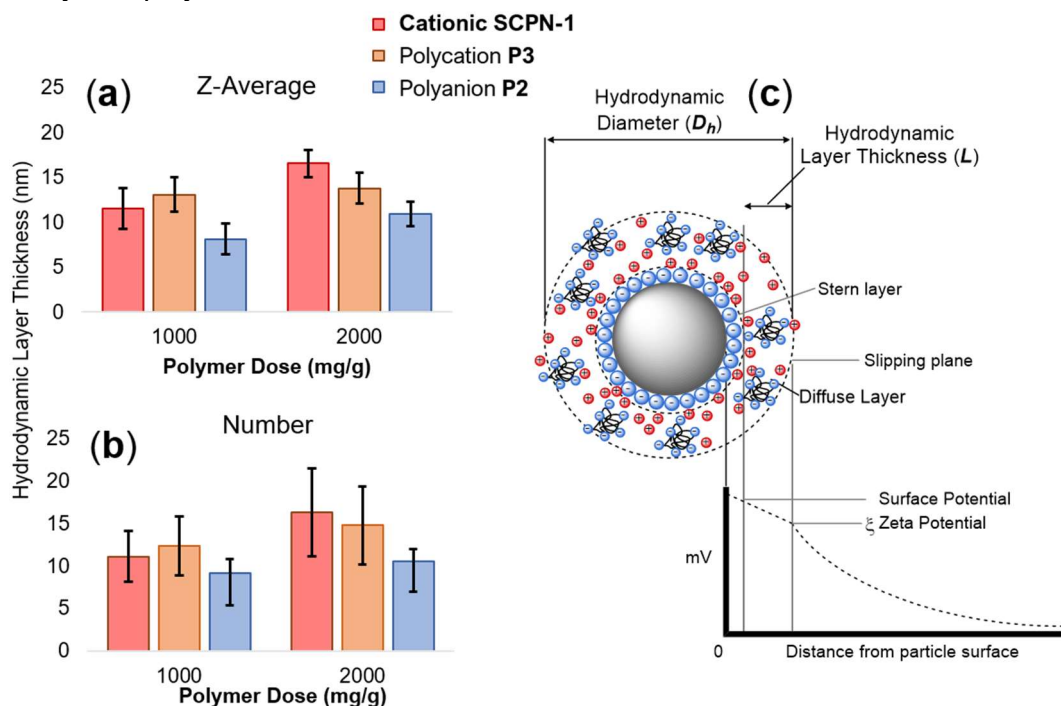 Cationic SCPN-1
Polycation P3
Polyanion P2
(a)
Z-Average
25
20
15
10
5
0
1000
2000
Polymer Dose (mg/g)
Hydrodynamic Layer Thickness (nm)
(b)
Number
25
20
15
10
5
0
1000
2000
Polymer Dose (mg/g)
(c)
Hydrodynamic
Diameter (Dh)
Hydrodynamic
Layer Thickness (L)
Stern layer
Slipping plane
Diffuse Layer
Surface Potential
ξ Zeta Potential
mV
0
Distance from particle surface